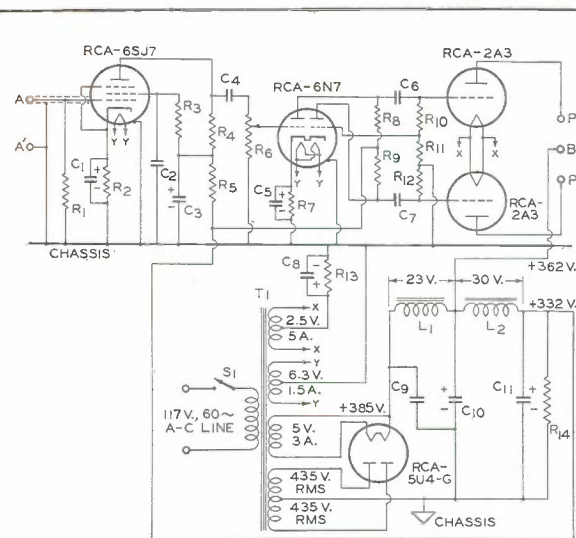 RCA-6SJ7
RCA-6N7
RCA-2A3
C4
C6
A
A'
R3
R4
R6
R8
R9
R10
R11
R12
P
B
P
Y Y
X X
Y Y
C1
R2
C2
R1
C3
R5
C5
R7
C7
RCA-
2A3
CHASSIS
C8
R13
T1
X
2.5 V.
5 A.
X
Y
6.3 V.
1.5 A.
Y
23 V.
30 V.
+362 V.
+332 V.
L1
L2
S1
117 V., 60~
A-C LINE
+385 V.
5 V.
3 A.
C9
C10
C11
R14
RCA-
5U4-G
435 V.
RMS
435 V.
RMS
CHASSIS